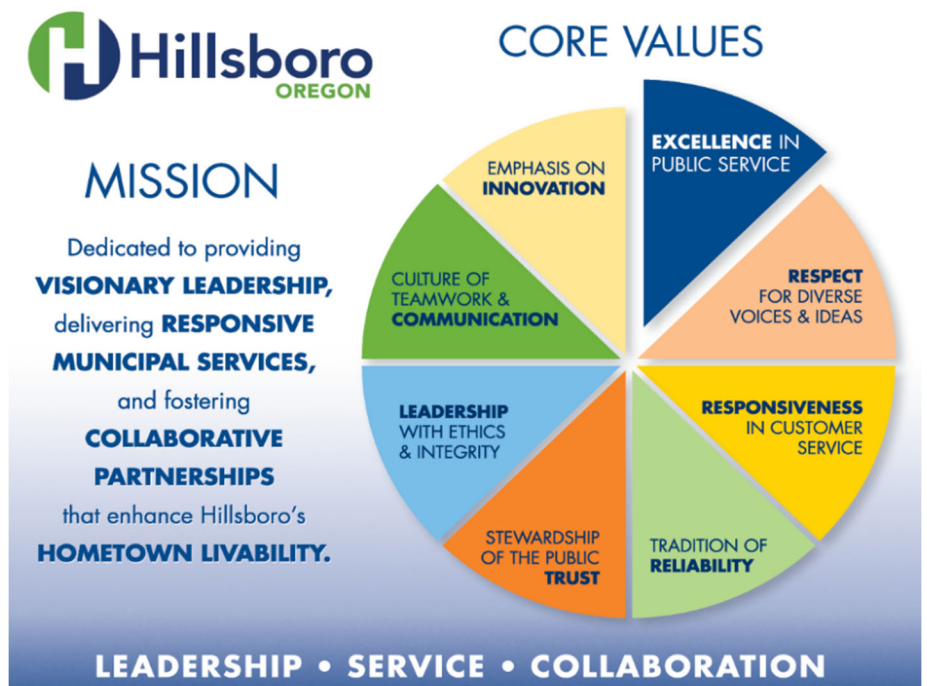 Hillsboro
OREGON
MISSION
Dedicated to providing
VISIONARY LEADERSHIP,
delivering RESPONSIVE
MUNICIPAL SERVICES,
and fostering
COLLABORATIVE
PARTNERSHIPS
that enhance Hillsboro's
HOMETOWN LIVABILITY.
CORE VALUES
EXCELLENCE IN
PUBLIC SERVICE
RESPECT
FOR DIVERSE
VOICES & IDEAS
RESPONSIVENESS
IN CUSTOMER
SERVICE
TRADITION OF
RELIABILITY
STEWARDSHIP
OF THE PUBLIC
TRUST
LEADERSHIP
WITH ETHICS
& INTEGRITY
CULTURE OF
TEAMWORK &
COMMUNICATION
EMPHASIS ON
INNOVATION
LEADERSHIP • SERVICE • COLLABORATION